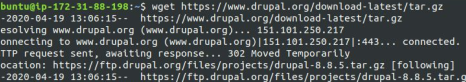 buntu@ip-172-31-88-198:~$ wget https://www.drupal.org/download-latest/tar.gz
-2020-04-19 13:06:15-- https://www.drupal.org/download-latest/tar.gz
esolving www.drupal.org (www.drupal.org)... 151.101.250.217
onnecting to www.drupal.org (www.drupal.org)|151.101.250.217|:443... connected.
TTP request sent, awaiting response... 302 Moved Temporartly
ocation: https://ftp.drupal.org/files/projects/drupal-8.8.5.tar.gz [following]
-2020-04-19 13:06:15-- https://ftp.drupal.org/files/projects/drupal-8.8.5.tar.gz